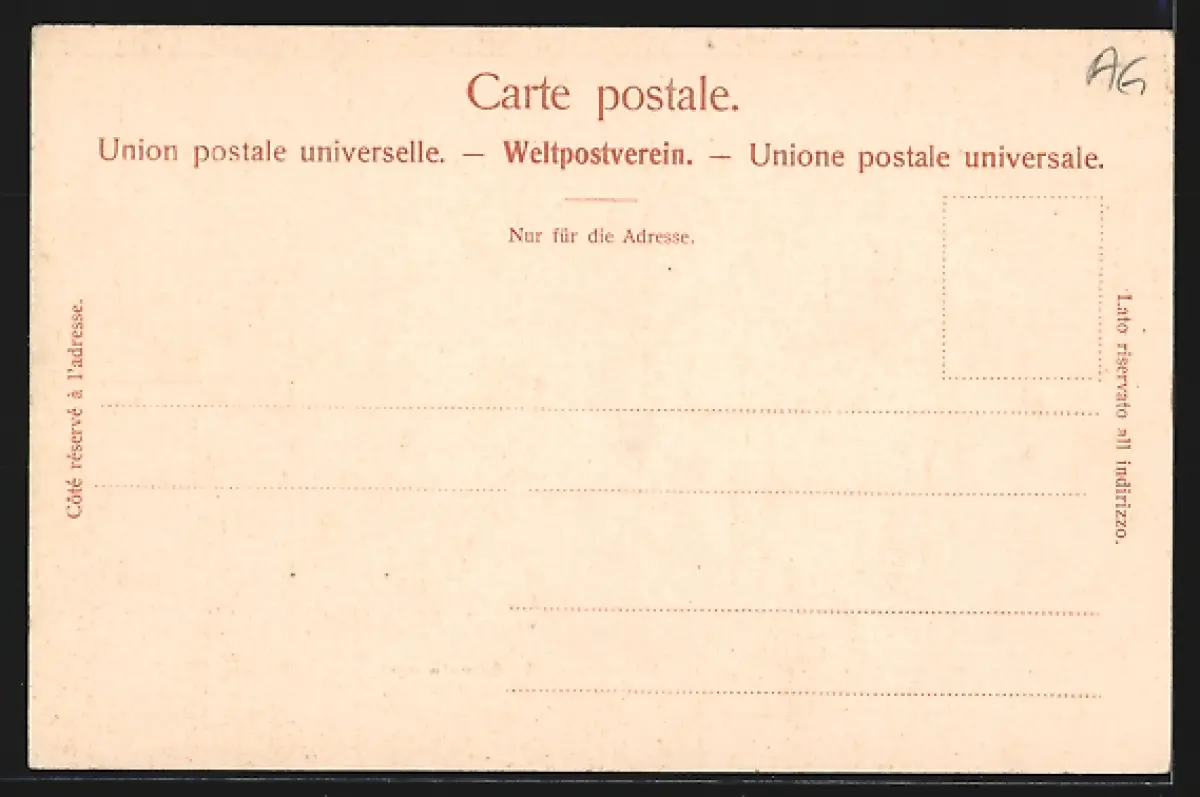 AG
Carte postale.
Union postale universelle. — Weltpostverein. — Unione postale universale.
Nur für die Adresse.
Côté réservé à l'adresse.
Lato riservato all indirizzo.